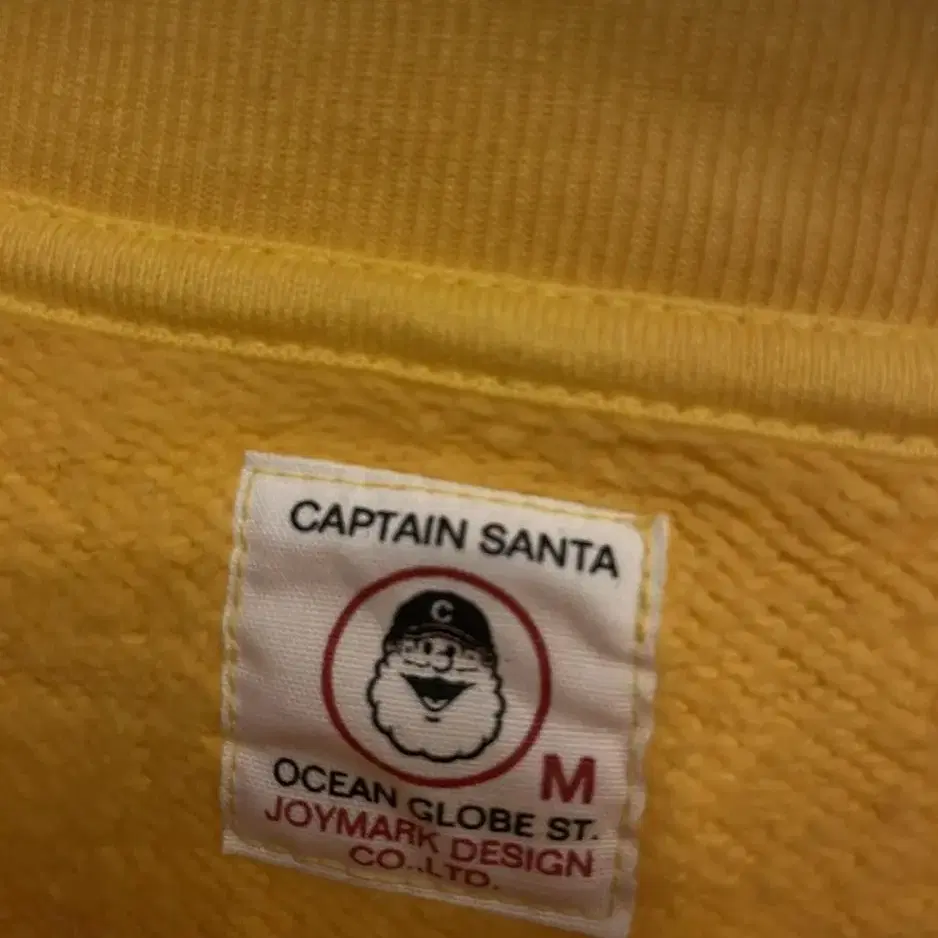 CAPTAIN SANTA
C
M
OCEAN GLOBE ST.
JOYMARK DESIGN
CO.,LTD.